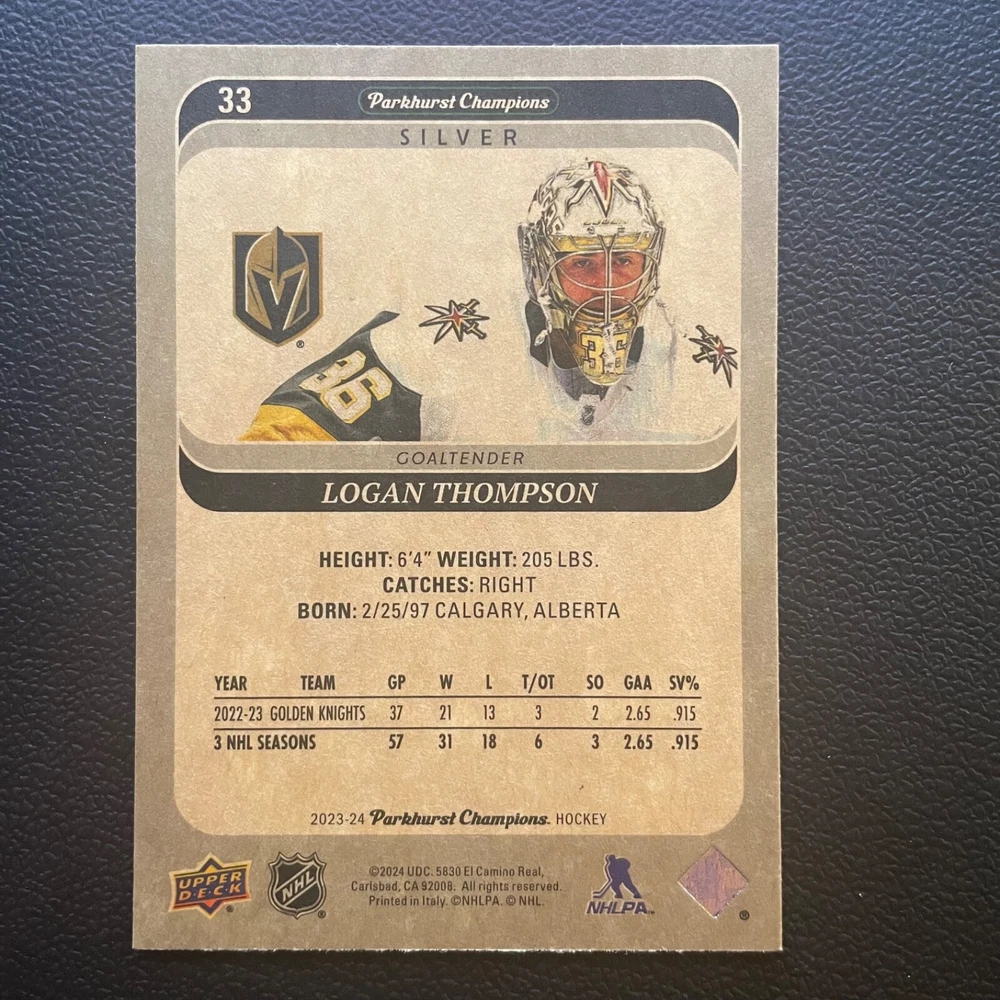 33
Parkhurst Champions
SILVER
®
36
36
GOALTENDER
LOGAN THOMPSON
HEIGHT: 6'4" WEIGHT: 205 LBS.
CATCHES: RIGHT
BORN: 2/25/97 CALGARY, ALBERTA
YEAR TEAM GP W L T/OT SO GAA SV%
2022-23 GOLDEN KNIGHTS 37 21 13 3 2 2.65 .915
3 NHL SEASONS 57 31 18 6 3 2.65 .915
2023-24 Parkhurst Champions. HOCKEY
UPPER
D·E·C·K
®
NHL
®
©2024 UDC. 5830 El Camino Real,
Carlsbad, CA 92008. All rights reserved.
Printed in Italy. ©NHLPA. © NHL.
NHLPA™
®